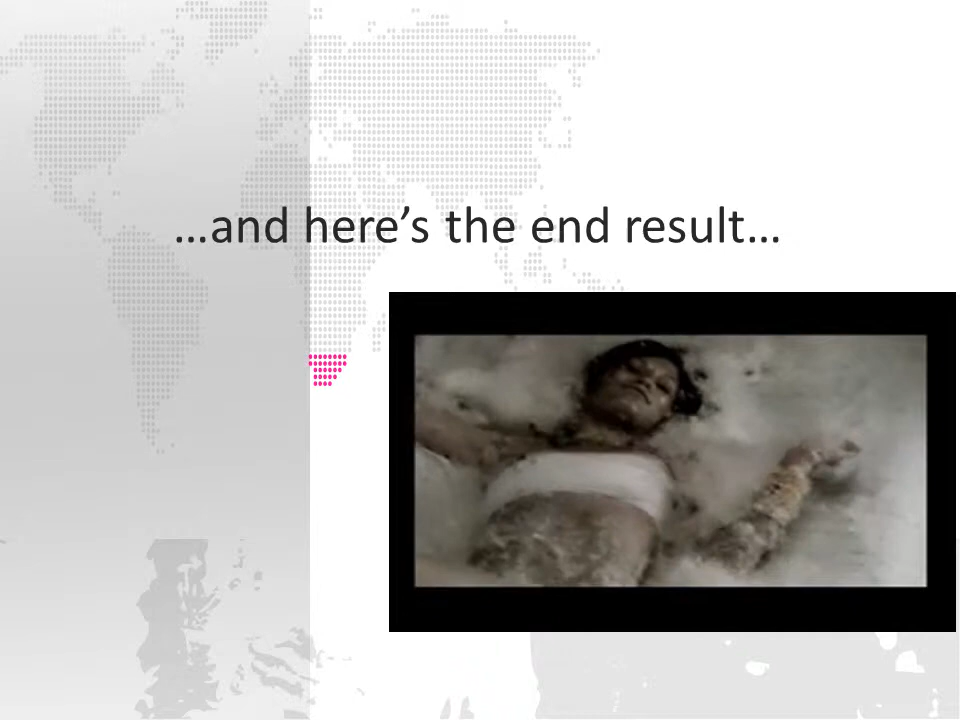 …and here’s the end result…